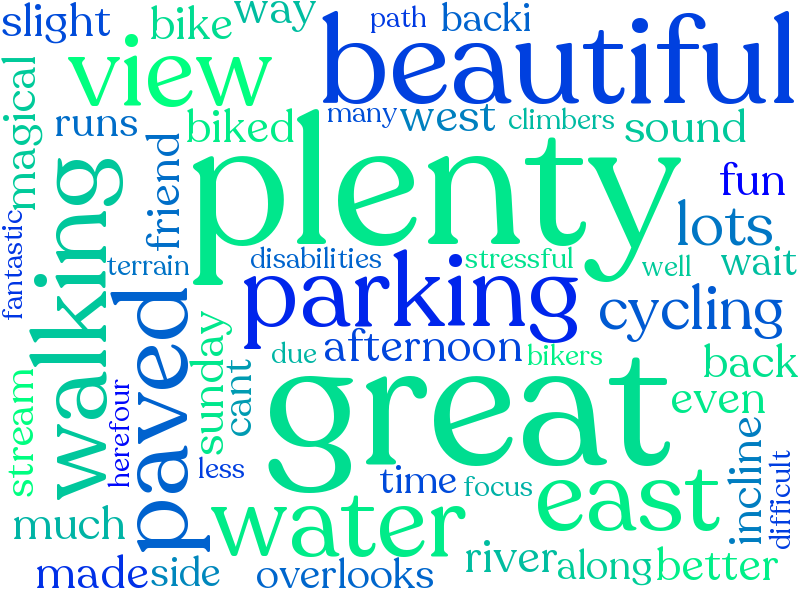 slight
bike
way
path
backi
beautiful
view
magical
runs
biked
many
west
climbers
sound
plenty
fun
friend
walking
lots
fantastic
terrain
disabilities
stressful
well
wait
parking
paved
cycling
sunday
due
afternoon
bikers
back
cant
great
even
stream
herefour
less
time
focus
incline
difficult
east
water
much
made
side
overlooks
river
along
better